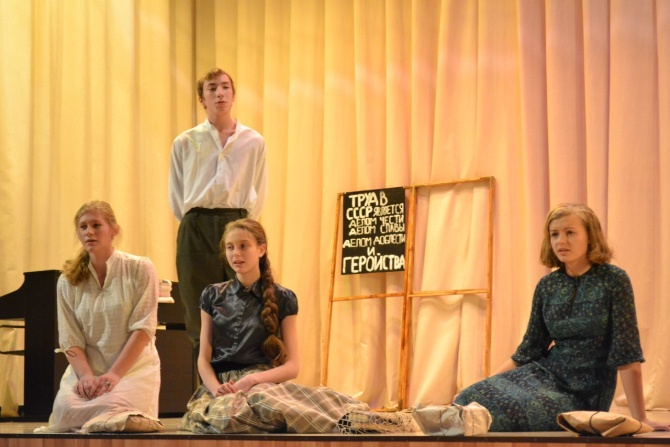 ТРУД В
СССР ЯВЛЯЕТСЯ
ДЕЛОМ ЧЕСТИ
ДЕЛОМ СЛАВЫ
ДЕЛОМ ДОБЛЕСТИ
И
ГЕРОЙСТВА